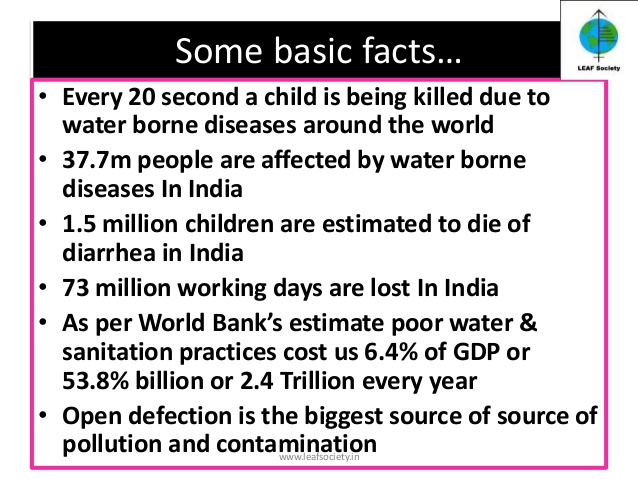 Some basic facts…
LEAF Society
• Every 20 second a child is being killed due to
water borne diseases around the world
• 37.7m people are affected by water borne
diseases In India
• 1.5 million children are estimated to die of
diarrhea in India
• 73 million working days are lost In India
• As per World Bank's estimate poor water &
sanitation practices cost us 6.4% of GDP or
53.8% billion or 2.4 Trillion every year
• Open defection is the biggest source of source of
pollution and contamination
www.leafsociety.in